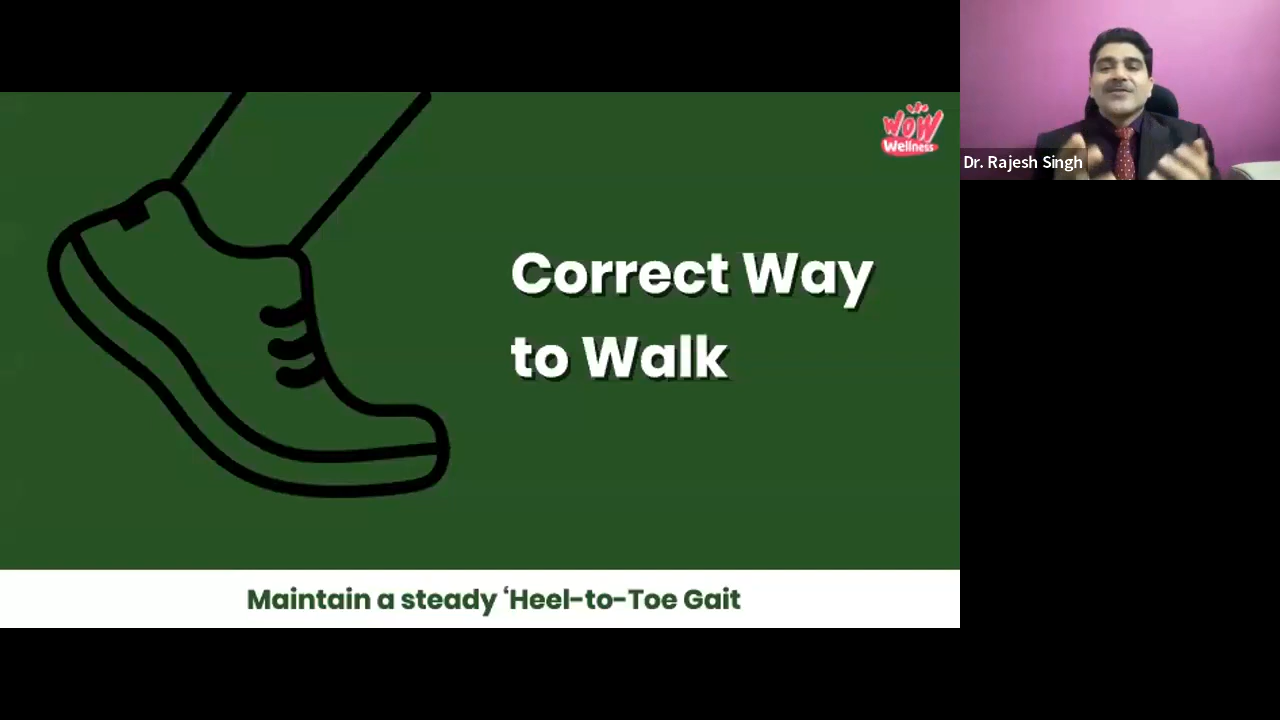 WOW
Wellness
Correct Way
to Walk
Maintain a steady ‘Heel-to-Toe Gait
Dr. Rajesh Singh